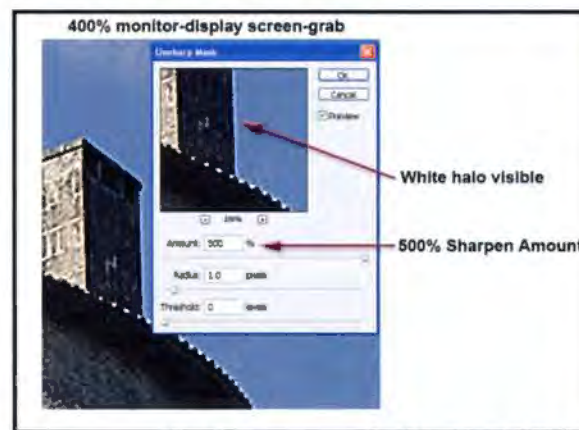 400% monitor-display screen-grab
Unsharp Mask
OK
Cancel
Preview
White halo visible
200%
Amount: 500 %
500% Sharpen Amount
Radius: 1.0 pixels
Threshold: 0 levels